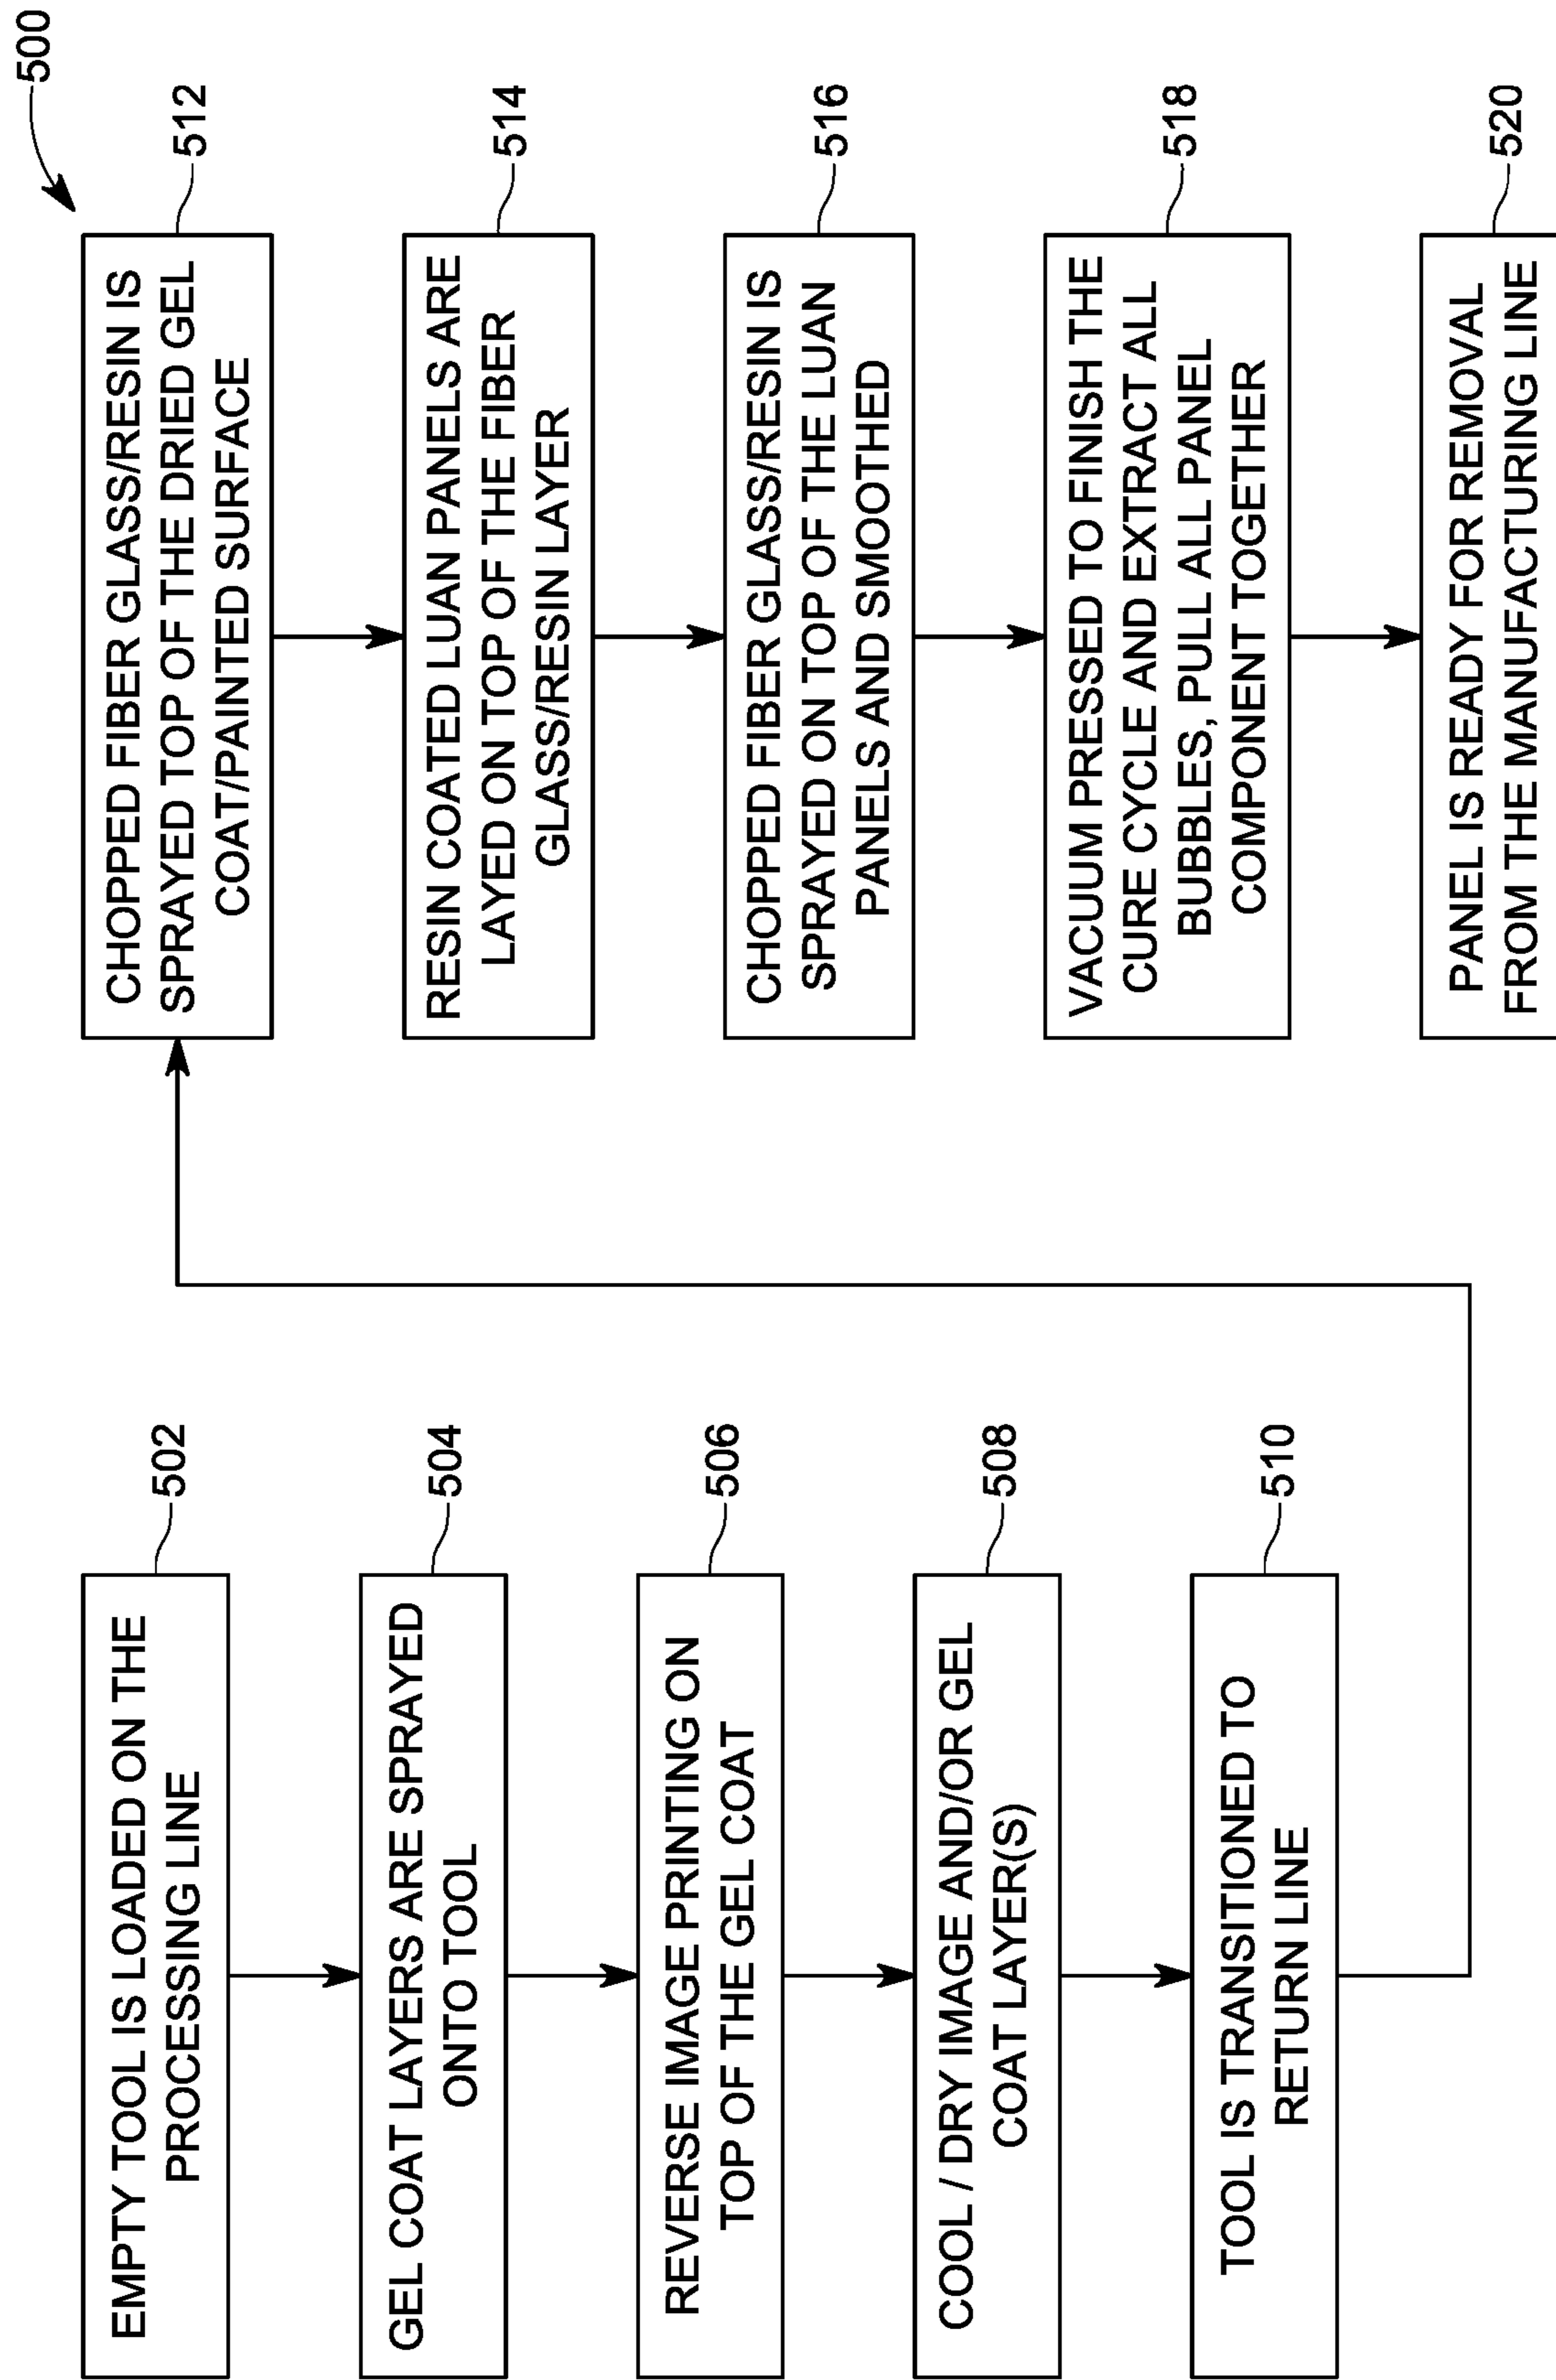 500
EMPTY TOOL IS LOADED ON THE
PROCESSING LINE
502
GEL COAT LAYERS ARE SPRAYED
ONTO TOOL
504
REVERSE IMAGE PRINTING ON
TOP OF THE GEL COAT
506
COOL / DRY IMAGE AND/OR GEL
COAT LAYER(S)
508
TOOL IS TRANSITIONED TO
RETURN LINE
510
CHOPPED FIBER GLASS/RESIN IS
SPRAYED TOP OF THE DRIED GEL
COAT/PAINTED SURFACE
512
RESIN COATED LUAN PANELS ARE
LAYED ON TOP OF THE FIBER
GLASS/RESIN LAYER
514
CHOPPED FIBER GLASS/RESIN IS
SPRAYED ON TOP OF THE LUAN
PANELS AND SMOOTHED
516
VACUUM PRESSED TO FINISH THE
CURE CYCLE AND EXTRACT ALL
BUBBLES, PULL ALL PANEL
COMPONENT TOGETHER
518
PANEL IS READY FOR REMOVAL
FROM THE MANUFACTURING LINE
520